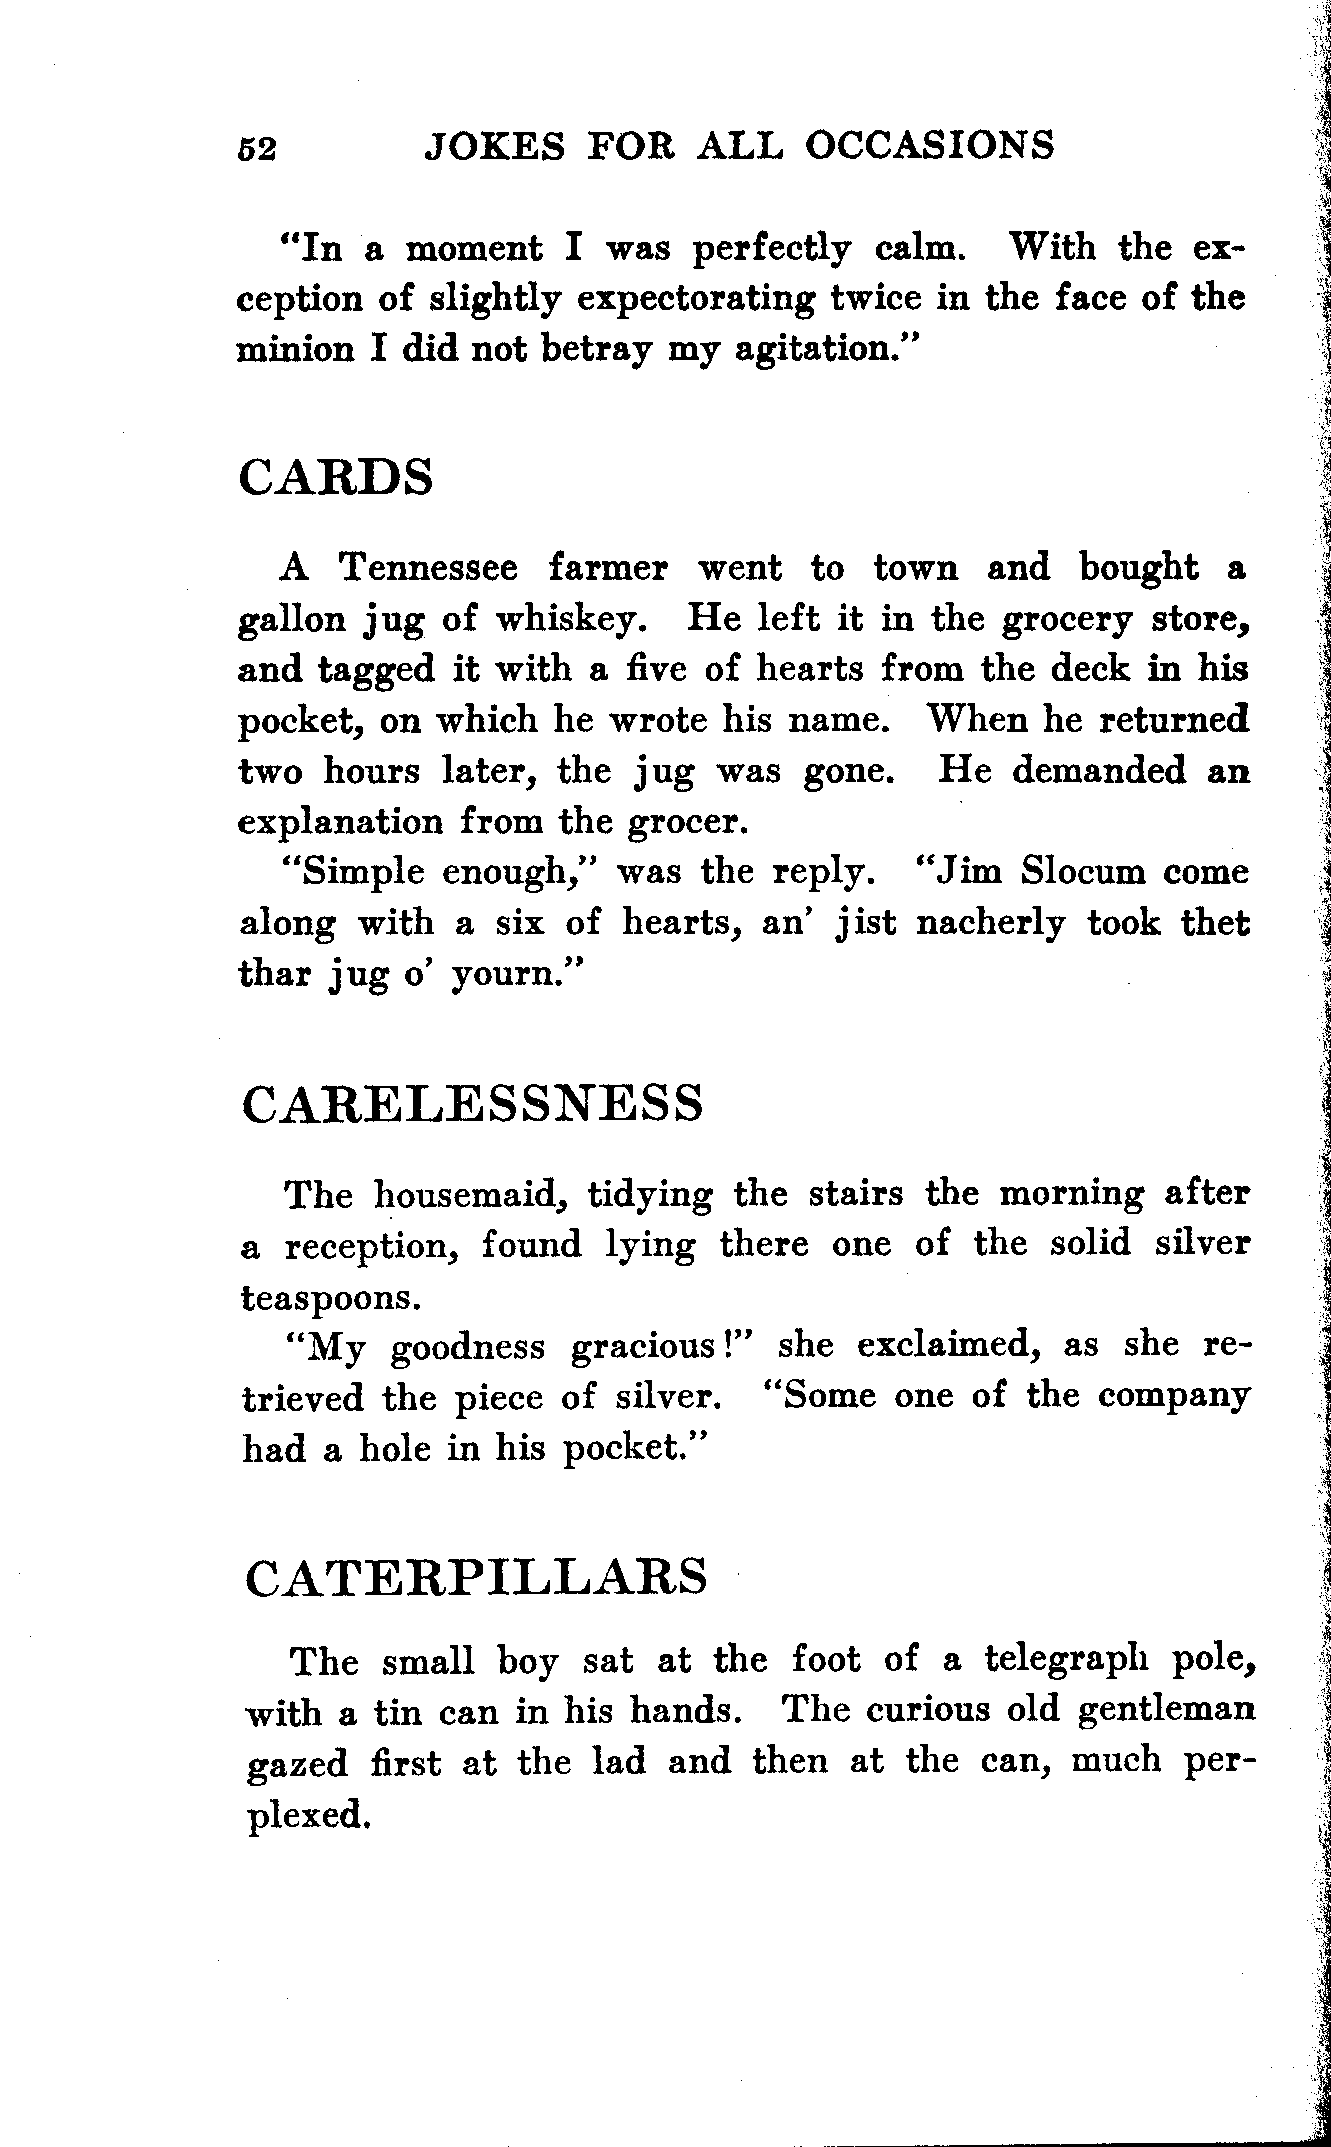 52 JOKES FOR ALL OCCASIONS
"In a moment I was perfectly calm. With the ex-
ception of slightly expectorating twice in the face of the
minion I did not betray my agitation."
CARDS
A Tennessee farmer went to town and bought a
gallon jug of whiskey. He left it in the grocery store,
and tagged it with a five of hearts from the deck in his
pocket, on which he wrote his name. When he returned
two hours later, the jug was gone. He demanded an
explanation from the grocer.
"Simple enough," was the reply. "Jim Slocum come
along with a six of hearts, an' jist nacherly took thet
thar jug o' yourn."
CARELESSNESS
The housemaid, tidying the stairs the morning after
a reception, found lying there one of the solid silver
teaspoons.
"My goodness gracious!" she exclaimed, as she re-
trieved the piece of silver. "Some one of the company
had a hole in his pocket."
CATERPILLARS
The small boy sat at the foot of a telegraph pole,
with a tin can in his hands. The curious old gentleman
gazed first at the lad and then at the can, much per-
plexed.